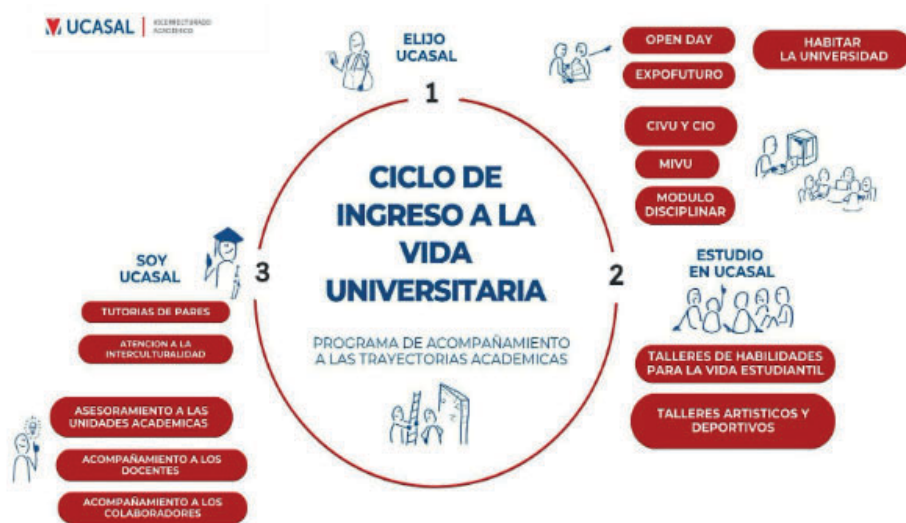 UCASAL
VICERRECTORADO
ACADÉMICO
ELIJO
UCASAL
1
OPEN DAY
EXPOFUTURO
HABITAR
LA UNIVERSIDAD
CIVU Y CIO
MIVU
MODULO
DISCIPLINAR
CICLO DE
INGRESO A LA
VIDA
UNIVERSITARIA
PROGRAMA DE ACOMPAÑAMIENTO
A LAS TRAYECTORIAS ACADEMICAS
2
ESTUDIO
EN UCASAL
TALLERES DE HABILIDADES
PARA LA VIDA ESTUDIANTIL
TALLERES ARTISTICOS Y
DEPORTIVOS
3
SOY
UCASAL
TUTORIAS DE PARES
ATENCION A LA
INTERCULTURALIDAD
ASESORAMIENTO A LAS
UNIDADES ACADEMICAS
ACOMPAÑAMIENTO A LOS
DOCENTES
ACOMPAÑAMIENTO A LOS
COLABORADORES